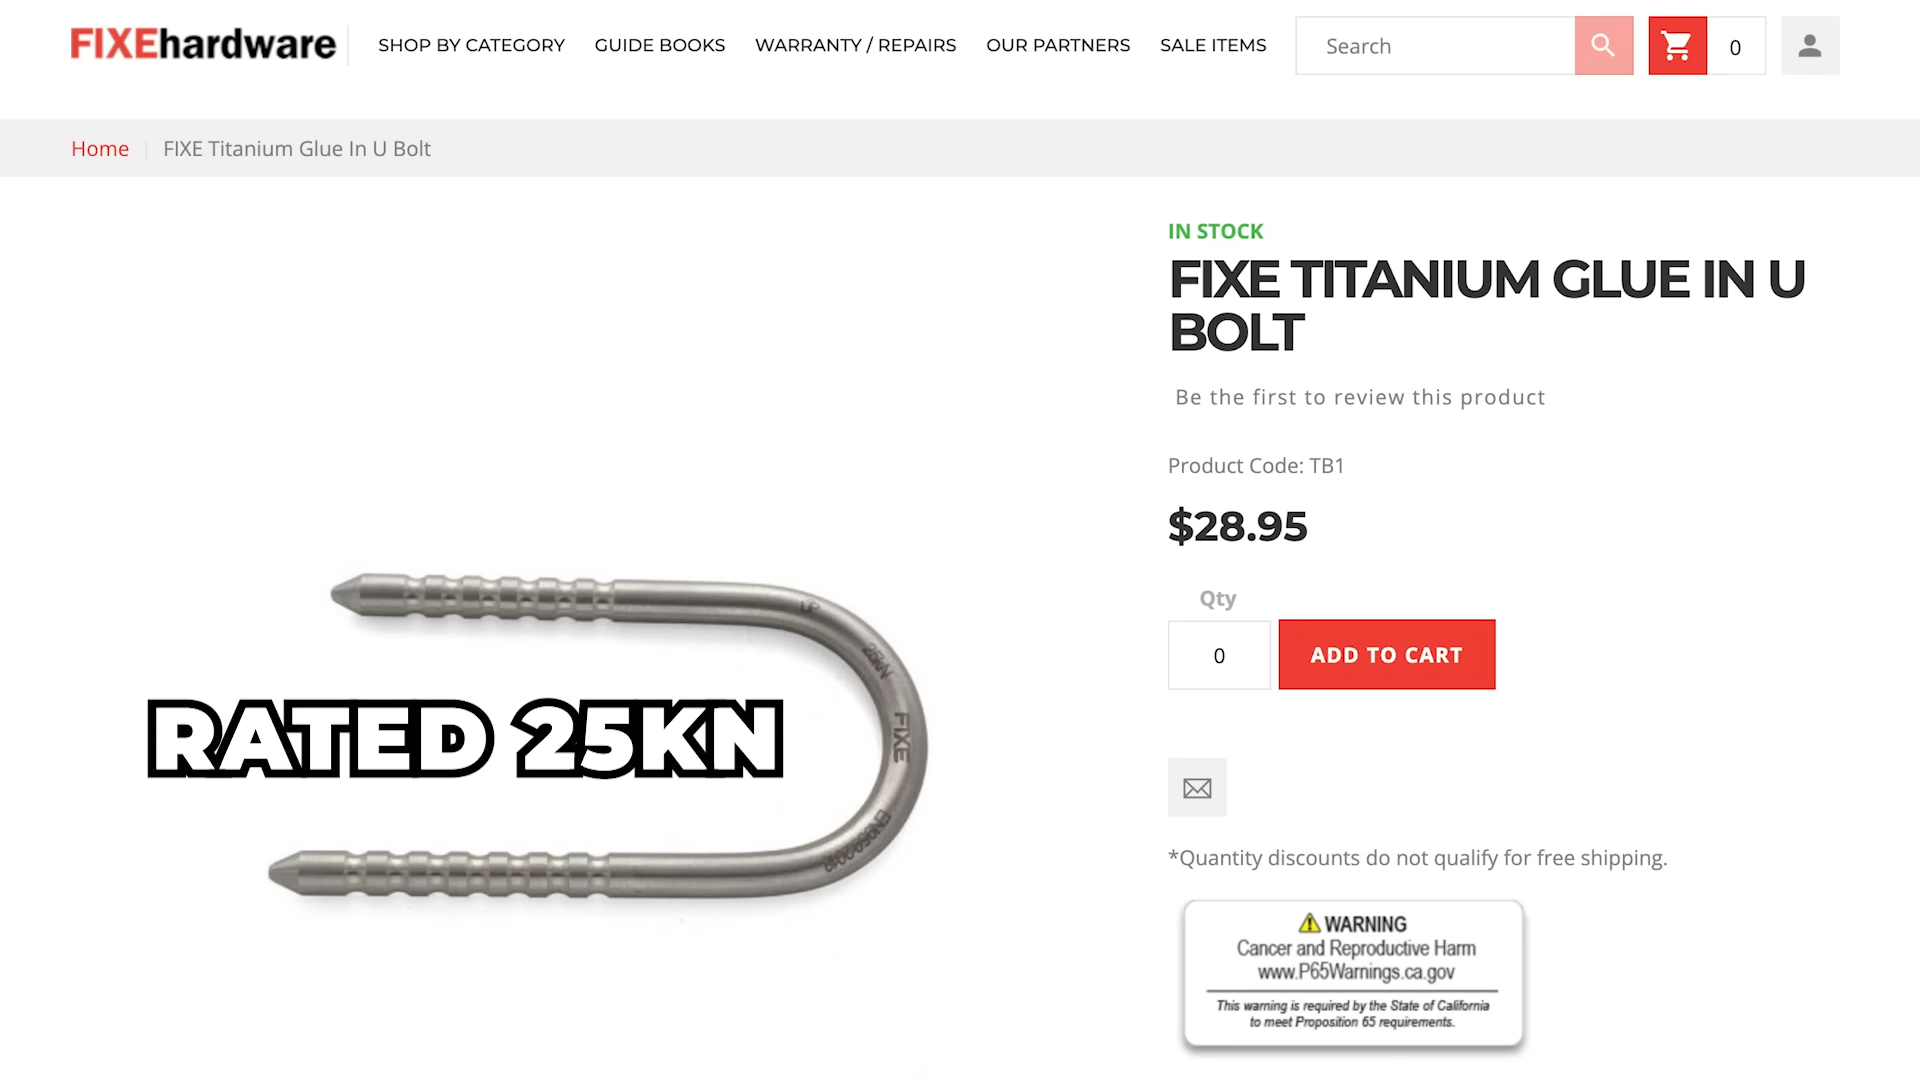 FIXEhardware
SHOP BY CATEGORY
GUIDE BOOKS
WARRANTY / REPAIRS
OUR PARTNERS
SALE ITEMS
Search
0
Home
FIXE Titanium Glue In U Bolt
IN STOCK
FIXE TITANIUM GLUE IN U
BOLT
Be the first to review this product
Product Code: TB1
$28.95
Qty
0
ADD TO CART
UP
25KN
FIXE
RATED 25KN
*Quantity discounts do not qualify for free shipping.
WARNING
Cancer and Reproductive Harm
www.P65Warnings.ca.gov
This warning is required by the State of California
to meet Proposition 65 requirements.